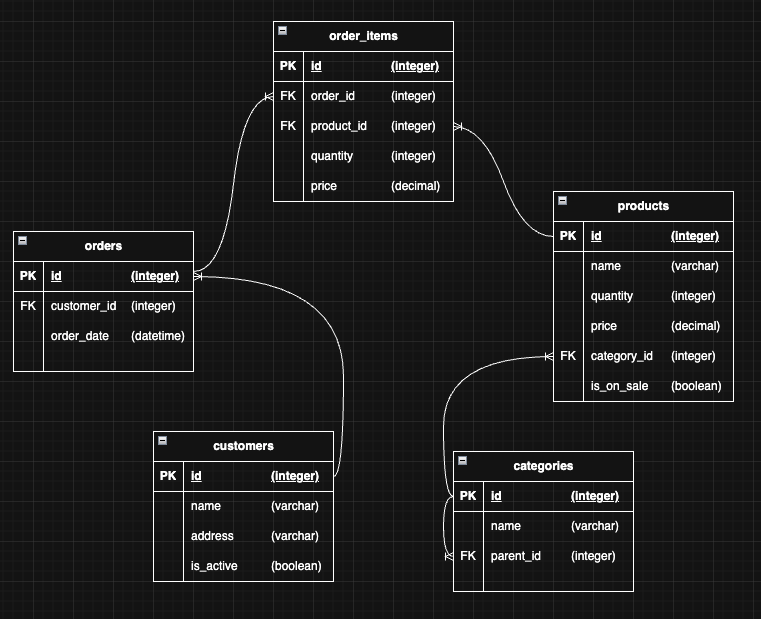 order_items
PK id (integer)
FK order_id (integer)
FK product_id (integer)
quantity (integer)
price (decimal)
products
PK id (integer)
name (varchar)
quantity (integer)
price (decimal)
FK category_id (integer)
is_on_sale (boolean)
orders
PK id (integer)
FK customer_id (integer)
order_date (datetime)
customers
PK id (integer)
name (varchar)
address (varchar)
is_active (boolean)
categories
PK id (integer)
name (varchar)
FK parent_id (integer)